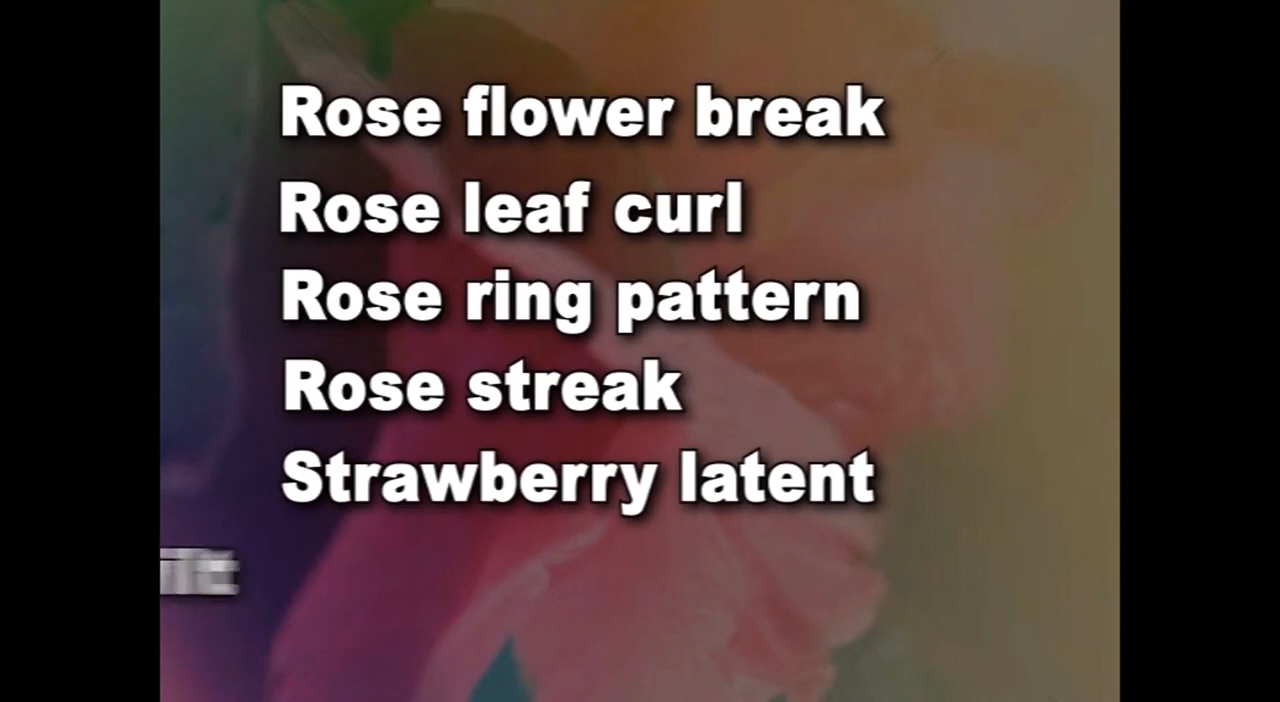 Rose flower break
Rose leaf curl
Rose ring pattern
Rose streak
Strawberry latent